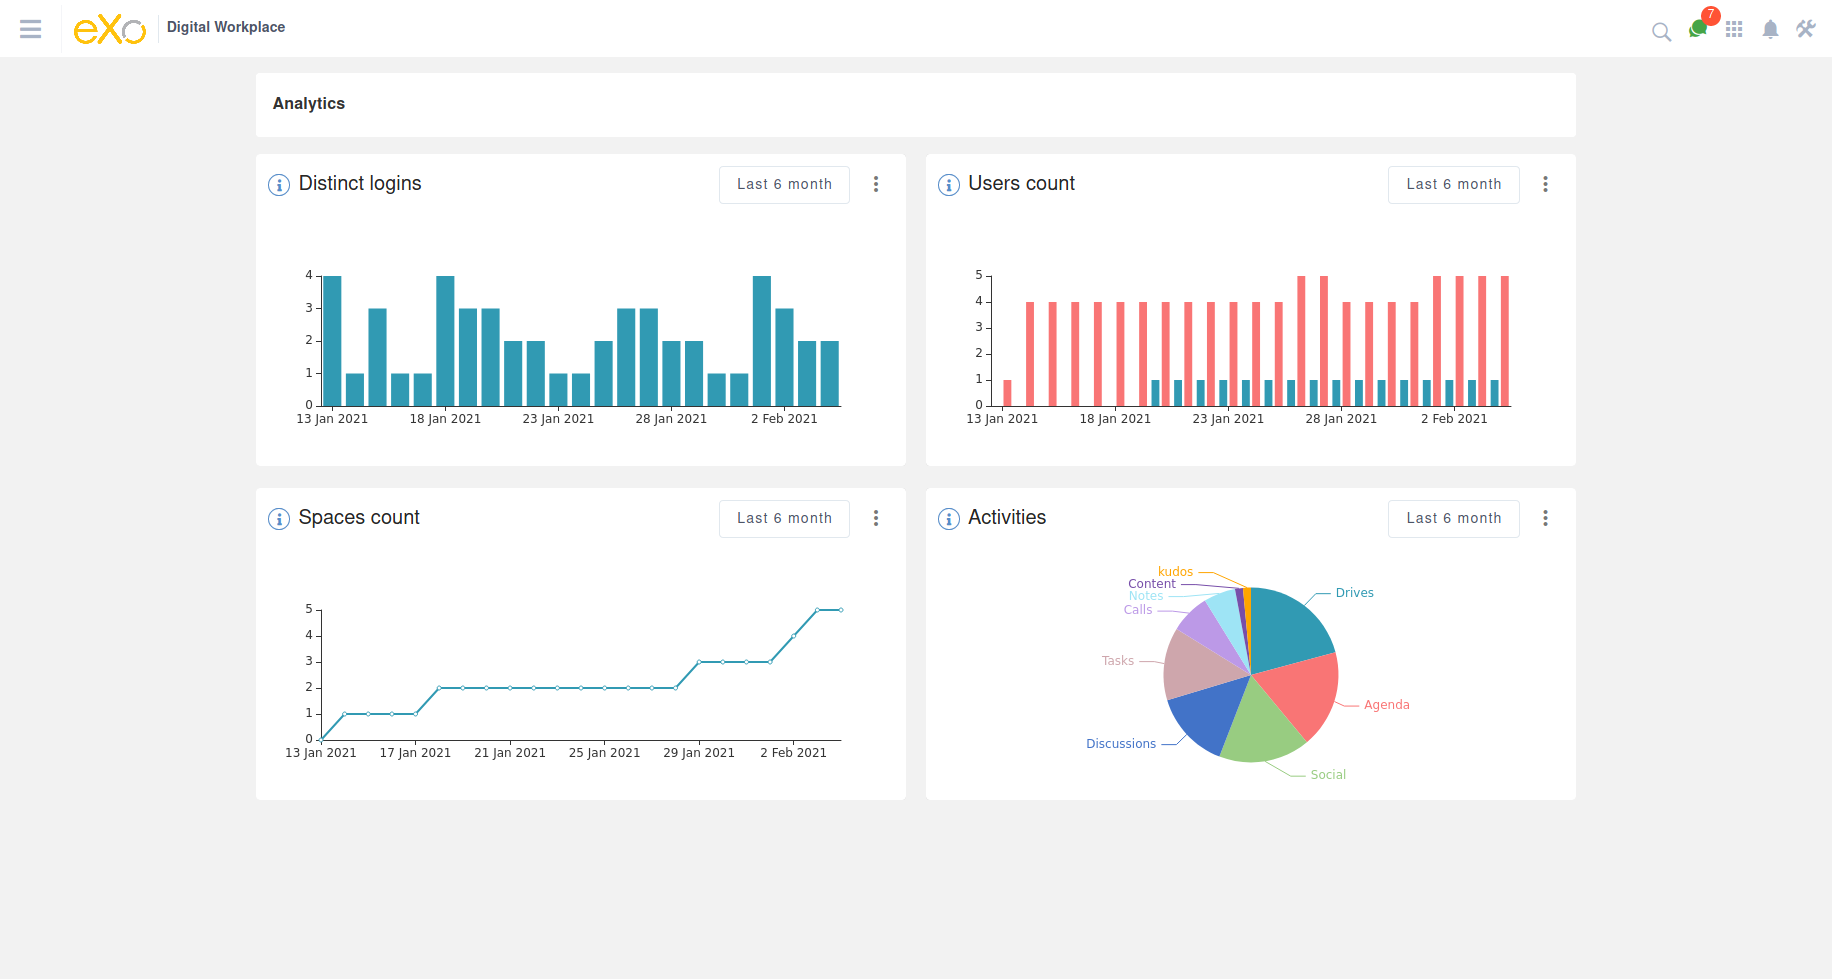 eXo
Digital Workplace
7
Analytics
Distinct logins
Last 6 month
4
3
2
1
0
13 Jan 2021 18 Jan 2021 23 Jan 2021 28 Jan 2021 2 Feb 2021
Users count
Last 6 month
5
4
3
2
1
0
13 Jan 2021 18 Jan 2021 23 Jan 2021 28 Jan 2021 2 Feb 2021
Spaces count
Last 6 month
5
4
3
2
1
0
13 Jan 2021 17 Jan 2021 21 Jan 2021 25 Jan 2021 29 Jan 2021 2 Feb 2021
Activities
Last 6 month
kudos
Content
Notes
Calls
Tasks
Discussions
Drives
Agenda
Social